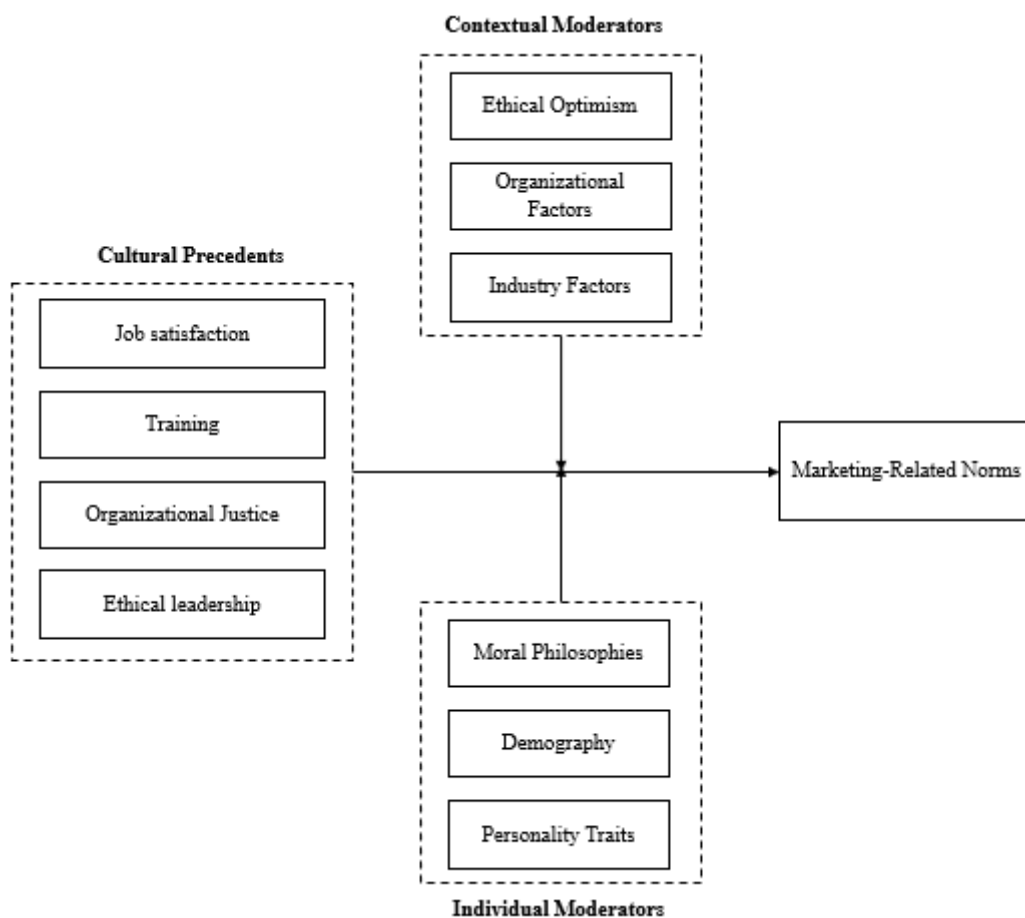 Contextual Moderators
Ethical Optimism
Organizational
Factors
Industry Factors
Cultural Precedents
Job satisfaction
Training
Organizational Justice
Ethical leadership
Marketing-Related Norms
Moral Philosophies
Demography
Personality Traits
Individual Moderators